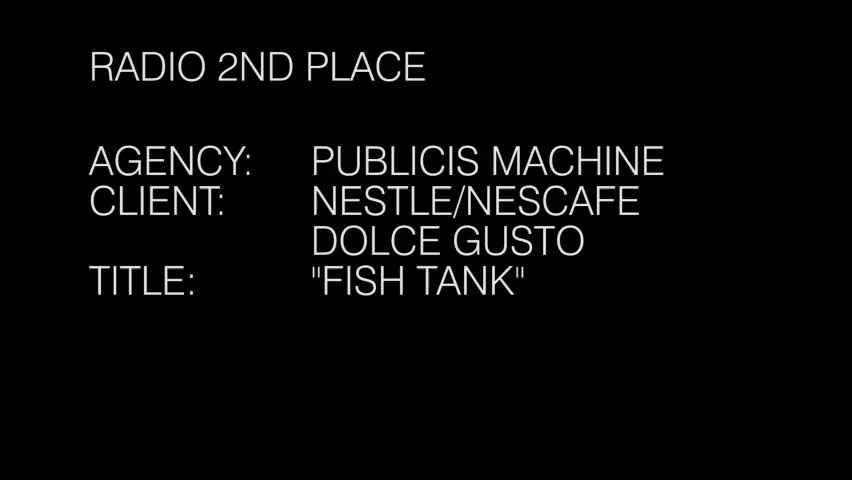 RADIO 2ND PLACE
AGENCY: PUBLICIS MACHINE
CLIENT: NESTLE/NESCAFE
DOLCE GUSTO
TITLE: "FISH TANK"